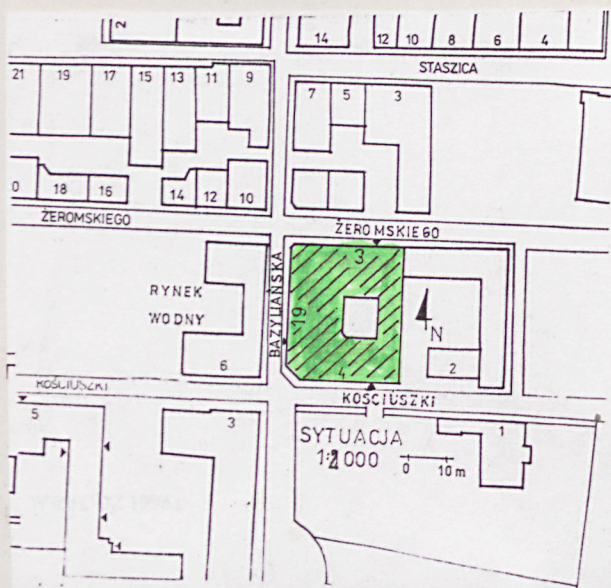 2
14
12 10 8 6 4
STASZICA
21 19 17 15 13 11 9
7 5 3
0 18 16 14 12 10
ŻEROMSKIEGO
ŻEROMSKIEGO
3
RYNEK
WODNY
BAZYLIAŃSKA
19
N
6
4
2
KOŚCIUSZKI
KOŚCIUSZKI
5
3
1
SYTUACJA
1:2000
0 10 m